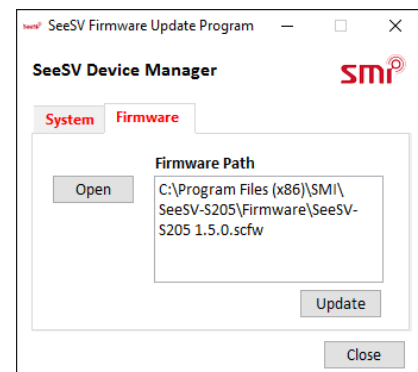 SeeSV SeeSV Firmware Update Program
SeeSV Device Manager
smi
System Firmware
Firmware Path
Open
C:\Program Files (x86)\SMI\
SeeSV-S205\Firmware\SeeSV-
S205 1.5.0.scfw
Update
Close